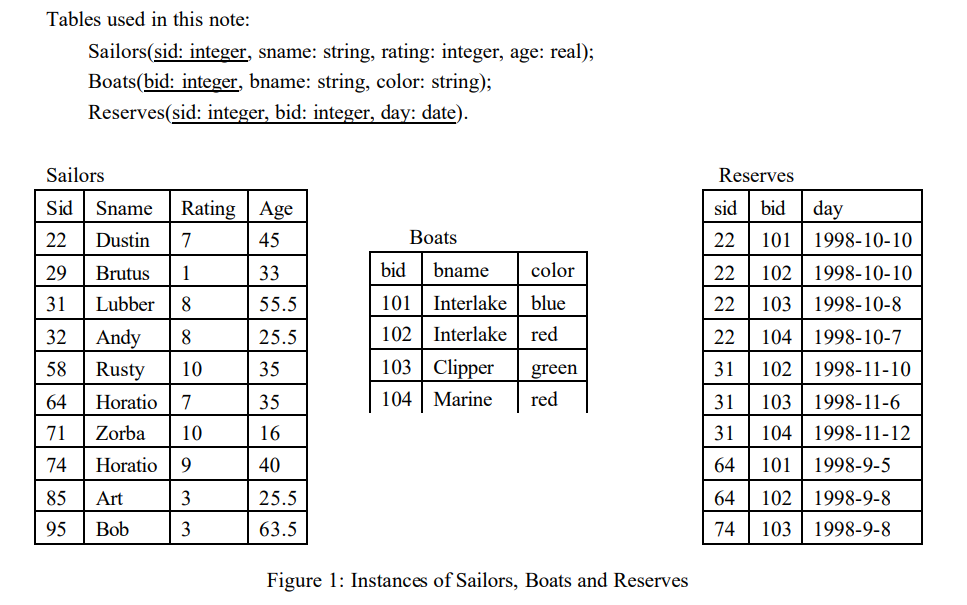 Tables used in this note:
Sailors(sid: integer, sname: string, rating: integer, age: real);
Boats(bid: integer, bname: string, color: string);
Reserves(sid: integer, bid: integer, day: date).
Sailors
Sid Sname Rating Age
22 Dustin 7 45
29 Brutus 1 33
31 Lubber 8 55.5
32 Andy 8 25.5
58 Rusty 10 35
64 Horatio 7 35
71 Zorba 10 16
74 Horatio 9 40
85 Art 3 25.5
95 Bob 3 63.5
Boats
bid bname color
101 Interlake blue
102 Interlake red
103 Clipper green
104 Marine red
Reserves
sid bid day
22 101 1998-10-10
22 102 1998-10-10
22 103 1998-10-8
22 104 1998-10-7
31 102 1998-11-10
31 103 1998-11-6
31 104 1998-11-12
64 101 1998-9-5
64 102 1998-9-8
74 103 1998-9-8
Figure 1: Instances of Sailors, Boats and Reserves